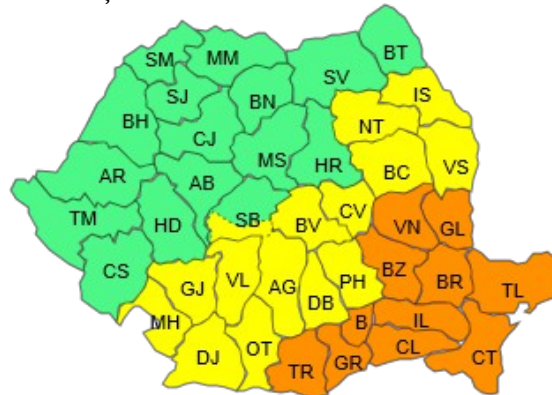 BT
SM MM
SV
SJ BN IS
BH CJ NT
MS HR BC VS
AR AB
TM HD SB BV CV VN GL
CS BZ BR TL
GJ VL AG DB PH
MH B IL
DJ OT TR GR CL CT